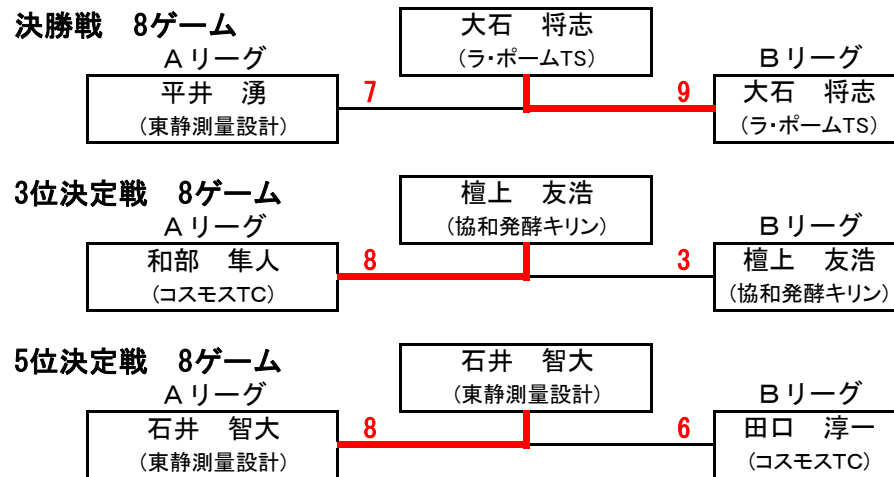 決勝戦　8ゲーム
大石　将志
(ラ・ポームTS)
Aリーグ
Bリーグ
平井　湧
(東静測量設計)
7
9
大石　将志
(ラ・ポームTS)
3位決定戦　8ゲーム
檀上　友浩
(協和発酵キリン)
Aリーグ
Bリーグ
和部　隼人
(コスモスTC)
8
3
檀上　友浩
(協和発酵キリン)
5位決定戦　8ゲーム
石井　智大
(東静測量設計)
Aリーグ
Bリーグ
石井　智大
(東静測量設計)
8
6
田口　淳一
(コスモスTC)